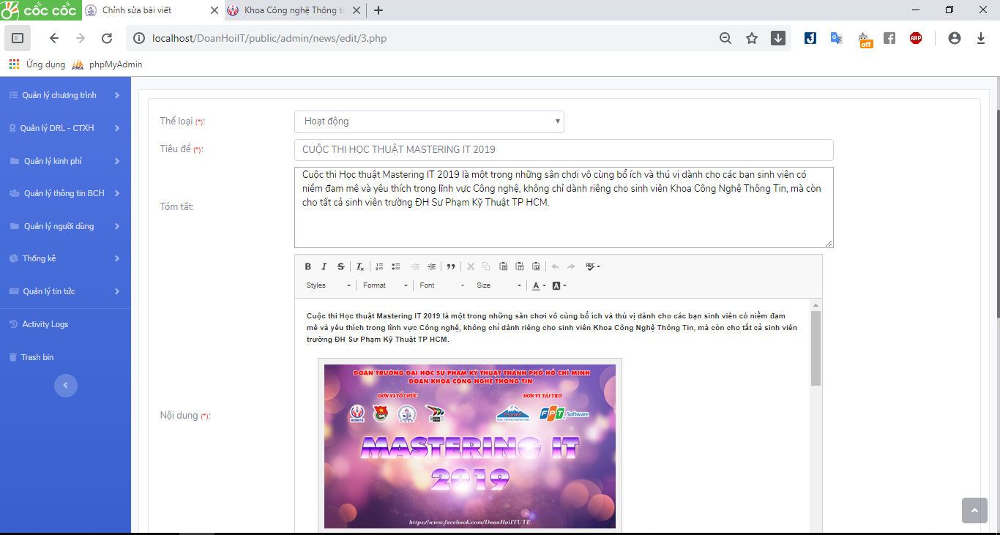 cốc cốc
Chỉnh sửa bài viết
Khoa Công nghệ Thông ti
localhost/DoanHoiIT/public/admin/news/edit/3.php
off
ABP
Ứng dụng
phpMyAdmin
Quản lý chương trình
Quản lý DRL - CTXH
Quản lý kinh phí
Quản lý thông tin BCH
Quản lý người dùng
Thống kê
Quản lý tin tức
Activity Logs
Trash bin
Thể loại (*):
Hoạt động
Tiêu đề (*):
CUỘC THI HỌC THUẬT MASTERING IT 2019
Tóm tắt:
Cuộc thi Học thuật Mastering IT 2019 là một trong những sân chơi vô cùng bổ ích và thú vị dành cho các bạn sinh viên có
niềm đam mê và yêu thích trong lĩnh vực Công nghệ, không chỉ dành riêng cho sinh viên Khoa Công Nghệ Thông Tin, mà còn
cho tất cả sinh viên trường ĐH Sư Phạm Kỹ Thuật TP HCM.
Nội dung (*):
B I S Tx
Styles Format Font Size A A
Cuộc thi Học thuật Mastering IT 2019 là một trong những sân chơi vô cùng bổ ích và thú vị dành cho các bạn sinh viên có niềm đam
mê và yêu thích trong lĩnh vực Công nghệ, không chỉ dành riêng cho sinh viên Khoa Công Nghệ Thông Tin, mà còn cho tất cả sinh viên
trường ĐH Sư Phạm Kỹ Thuật TP HCM.
ĐOÀN TRƯỜNG ĐẠI HỌC SƯ PHẠM KỸ THUẬT THÀNH PHỐ HỒ CHÍ MINH
ĐOÀN KHOA CÔNG NGHỆ THÔNG TIN
ĐƠN VỊ TỔ CHỨC
ĐƠN VỊ TÀI TRỢ
HCMUTE
FPT Software
MASTERING IT
2019
https://www.facebook.com/DoanHoiITUTE